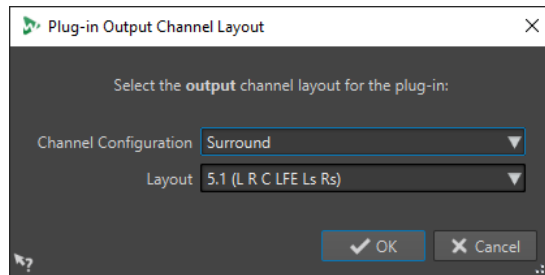 Plug-in Output Channel Layout
Select the output channel layout for the plug-in:
Channel Configuration Surround
Layout 5.1 (L R C LFE Ls Rs)
OK Cancel
?